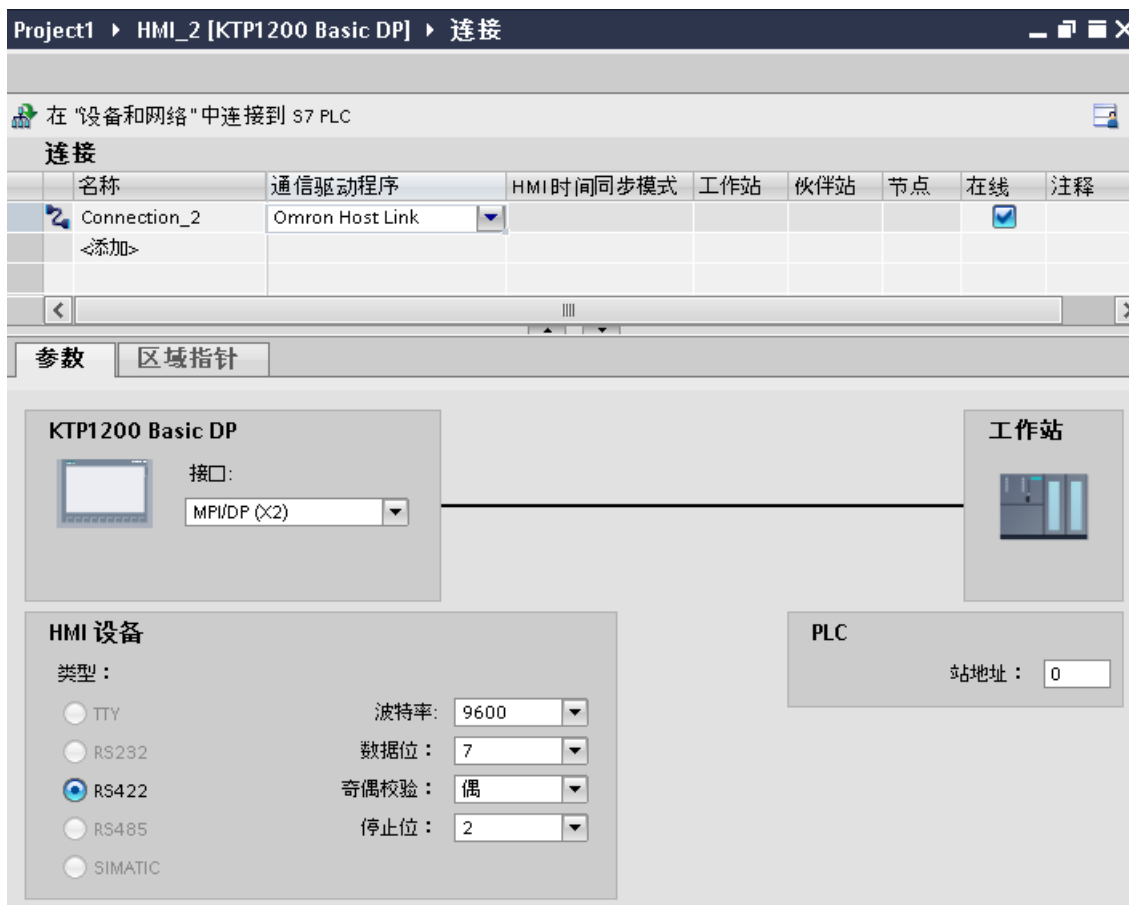 Project1 ▸ HMI_2 [KTP1200 Basic DP] ▸ 连接
在 "设备和网络" 中连接到 S7 PLC
连接
名称 通信驱动程序 HMI时间同步模式 工作站 伙伴站 节点 在线 注释
Connection_2 Omron Host Link
<添加>
参数 区域指针
KTP1200 Basic DP 工作站
接口:
MPI/DP (X2)
HMI 设备 PLC
类型： 站地址： 0
TTY 波特率: 9600
RS232 数据位： 7
RS422 奇偶校验： 偶
RS485 停止位： 2
SIMATIC